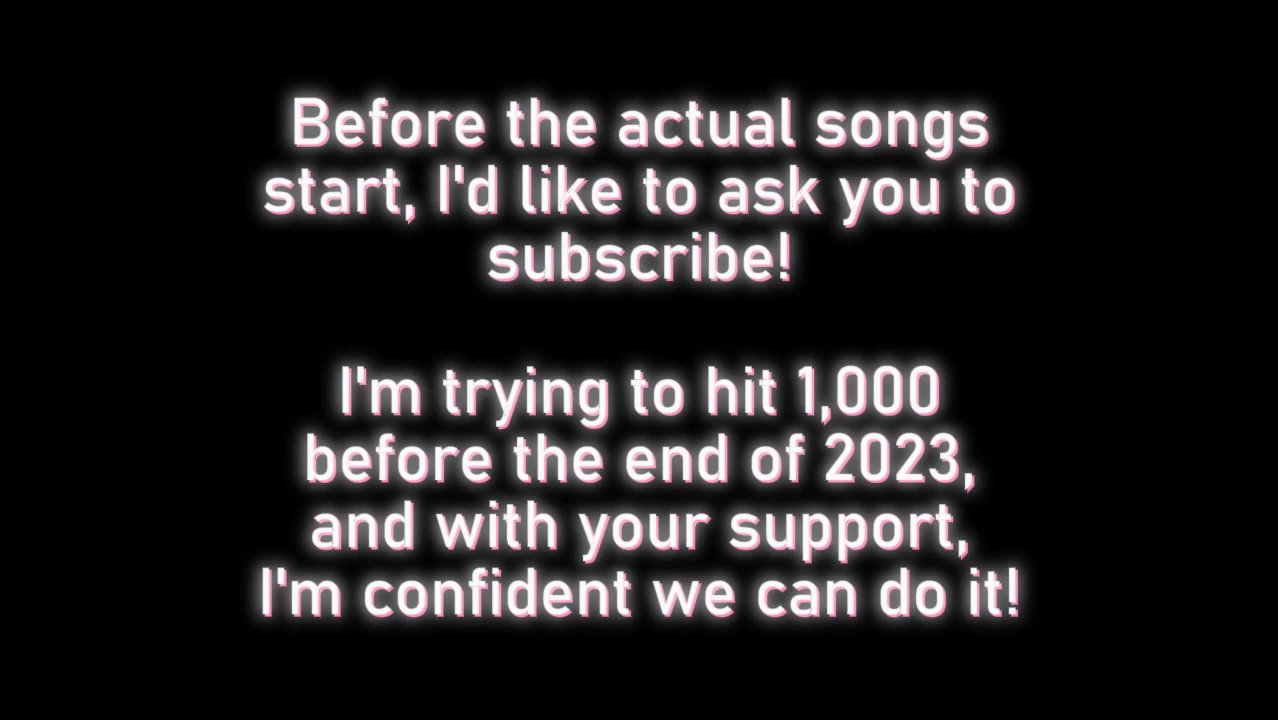 Before the actual songs
start, I'd like to ask you to
subscribe!
I'm trying to hit 1,000
before the end of 2023,
and with your support,
I'm confident we can do it!